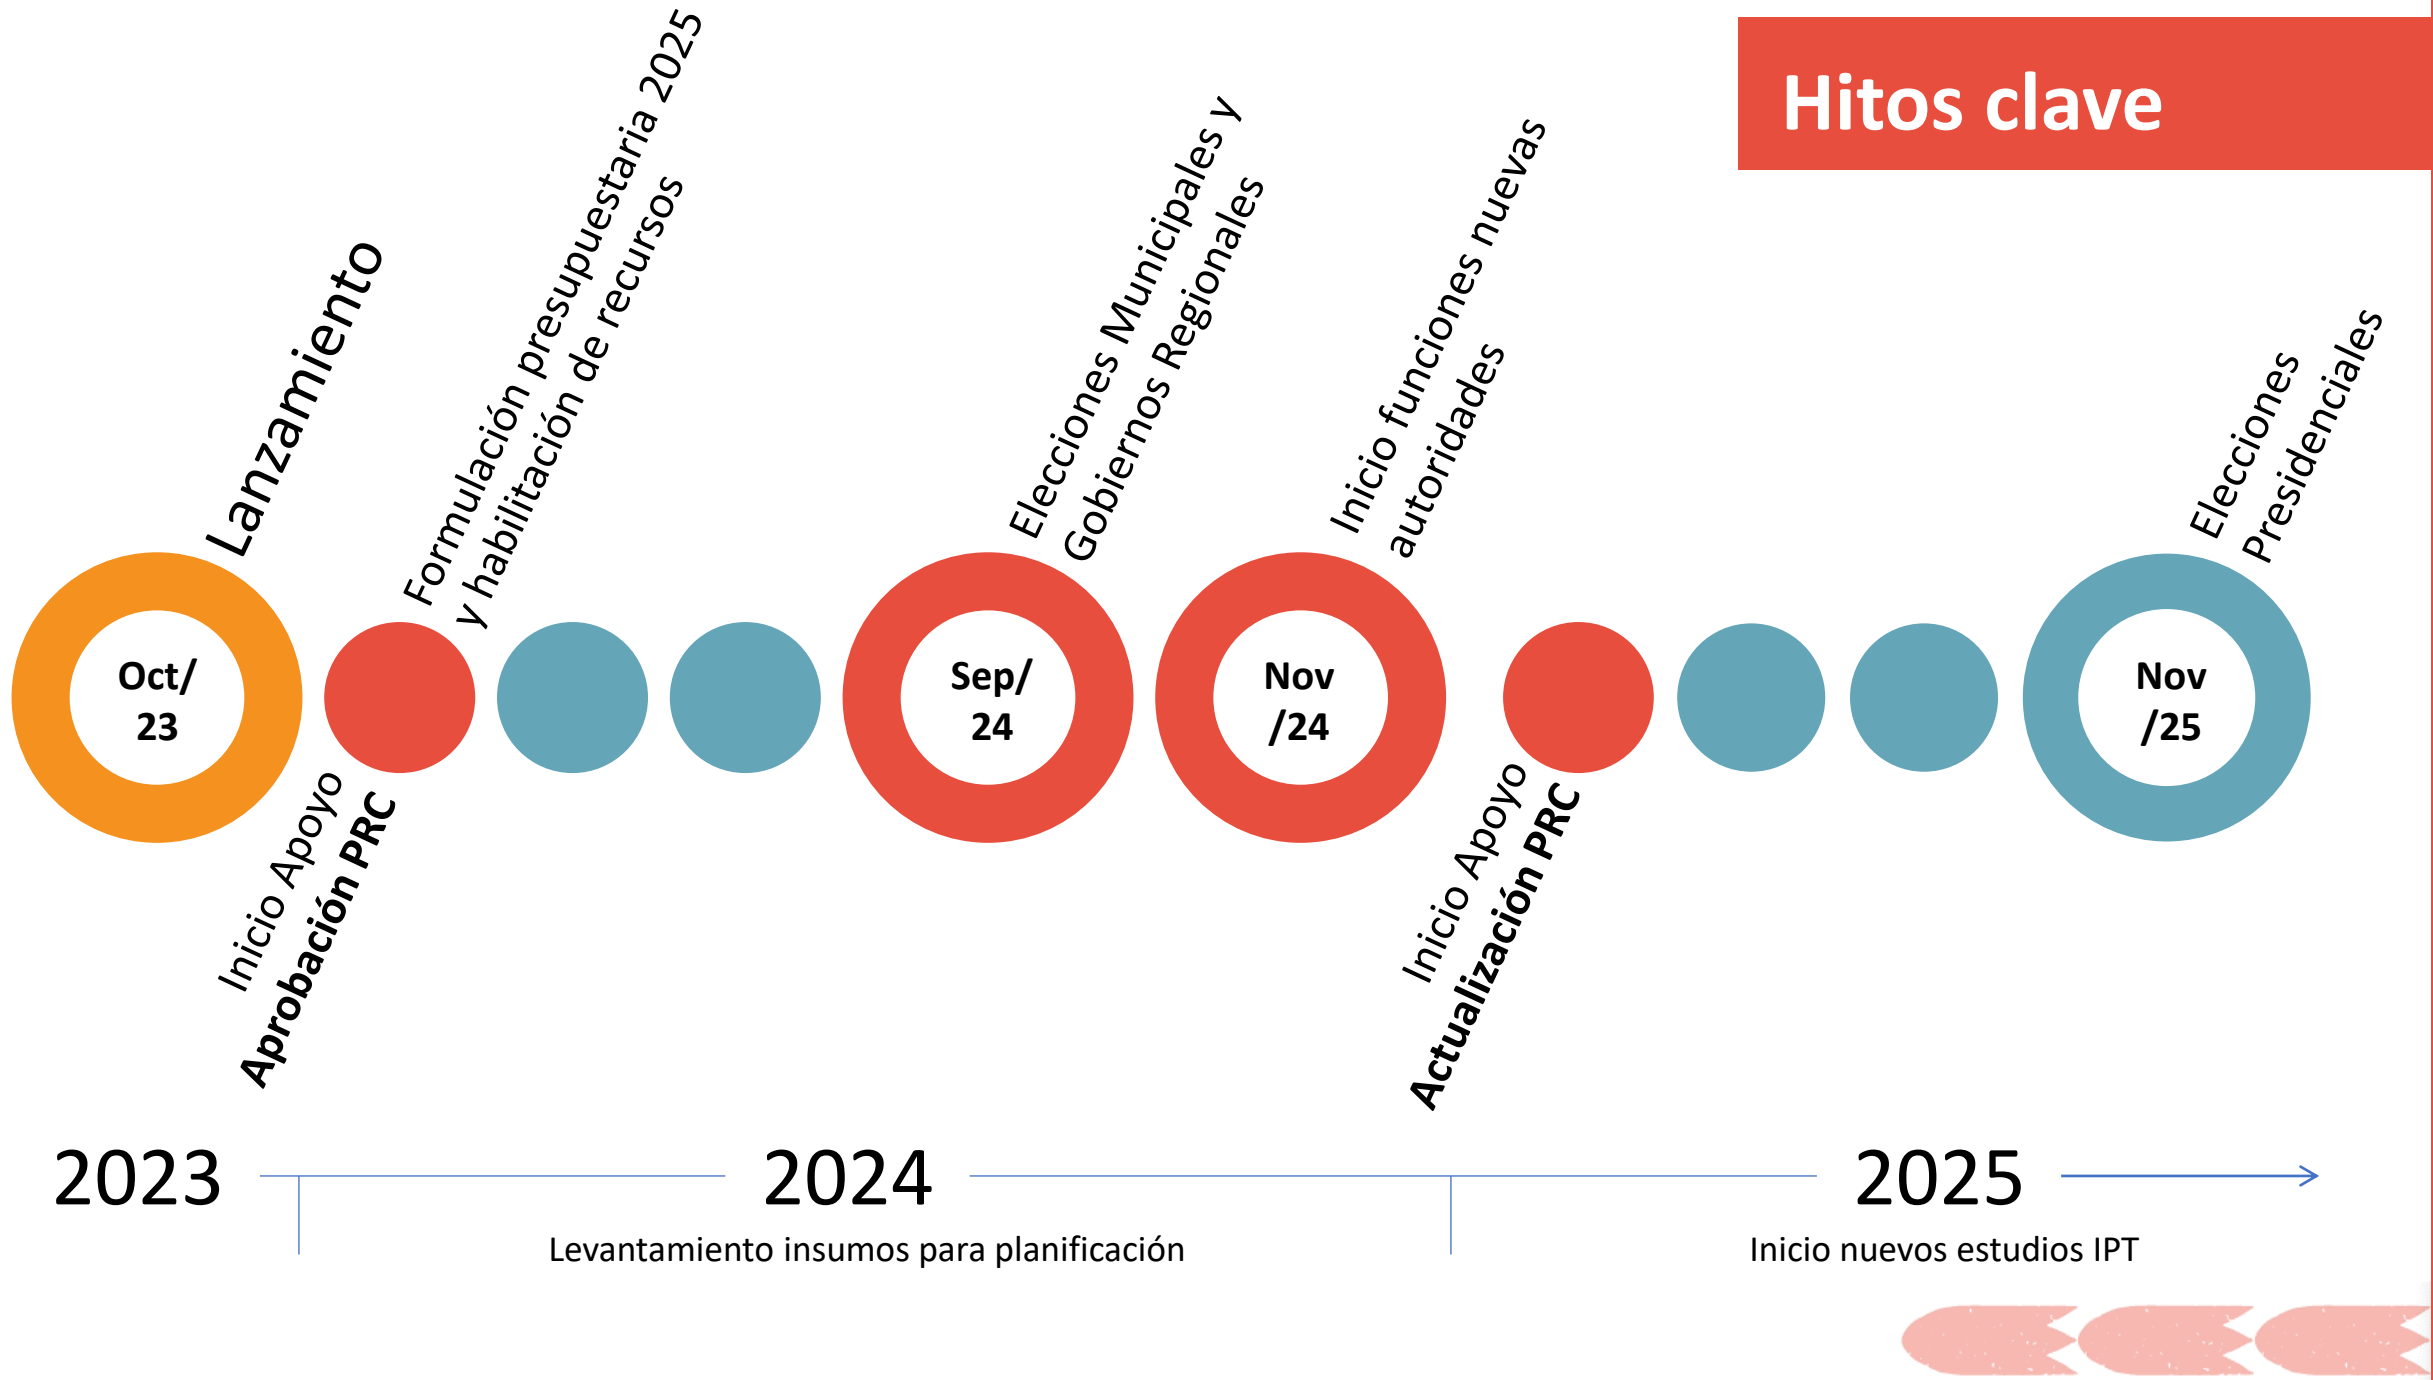 Hitos clave
Lanzamiento
Formulación presupuestaria 2025
y habilitación de recursos
Elecciones Municipales y
Gobiernos Regionales
Inicio funciones nuevas
autoridades
Elecciones
Presidenciales
Oct/
23
Sep/
24
Nov
/24
Nov
/25
Inicio Apoyo
Aprobación PRC
Inicio Apoyo
Actualización PRC
2023
2024
2025
Levantamiento insumos para planificación
Inicio nuevos estudios IPT